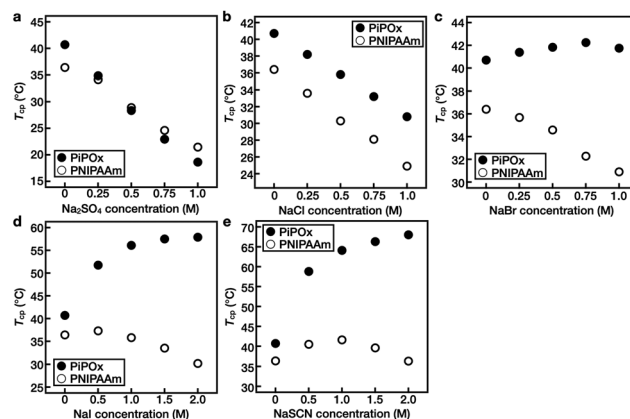 a
45
40
35
30
25
20
15
Tcp (°C)
PiPOx
PNIPAAm
0 0.25 0.5 0.75 1.0
Na₂SO₄ concentration (M)
b
42
40
38
36
34
32
30
28
26
24
Tcp (°C)
PiPOx
PNIPAAm
0 0.25 0.5 0.75 1.0
NaCl concentration (M)
c
44
42
40
38
36
34
32
30
Tcp (°C)
PiPOx
PNIPAAm
0 0.25 0.5 0.75 1.0
NaBr concentration (M)
d
60
55
50
45
40
35
30
25
Tcp (°C)
PiPOx
PNIPAAm
0 0.5 1.0 1.5 2.0
NaI concentration (M)
e
70
65
60
55
50
45
40
35
30
Tcp (°C)
PiPOx
PNIPAAm
0 0.5 1.0 1.5 2.0
NaSCN concentration (M)